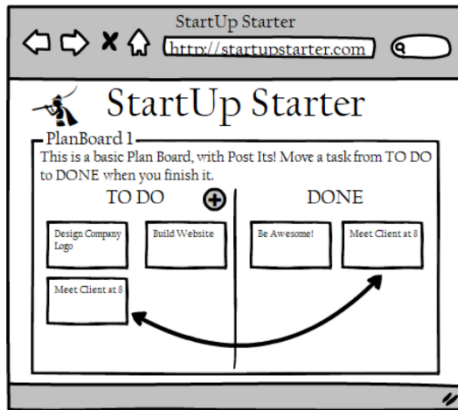 StartUp Starter
http://startupstarter.com
StartUp Starter
PlanBoard 1
This is a basic Plan Board, with Post Its! Move a task from TO DO
to DONE when you finish it.
TO DO
DONE
Design Company
Logo
Build Website
Be Awesome!
Meet Client at 8
Meet Client at 8